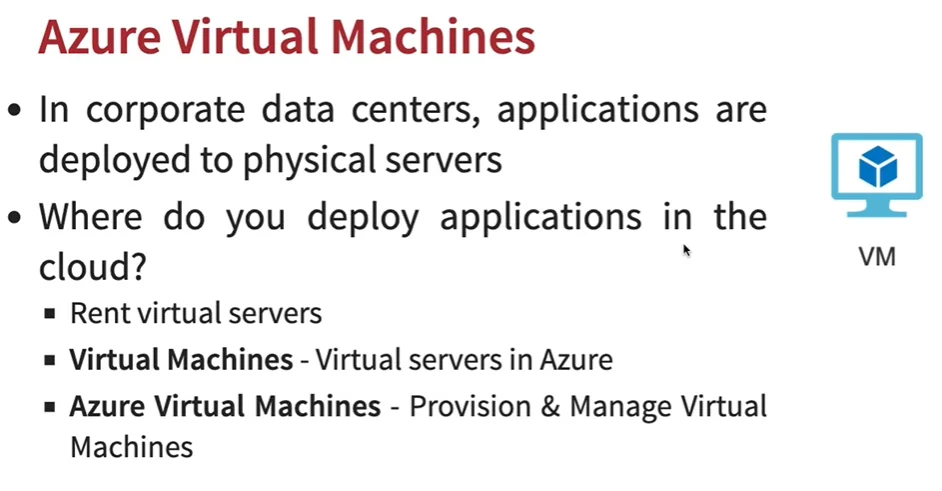 Azure Virtual Machines
• In corporate data centers, applications are
deployed to physical servers
• Where do you deploy applications in the
cloud?
▪ Rent virtual servers
▪ Virtual Machines - Virtual servers in Azure
▪ Azure Virtual Machines - Provision & Manage Virtual
Machines
VM